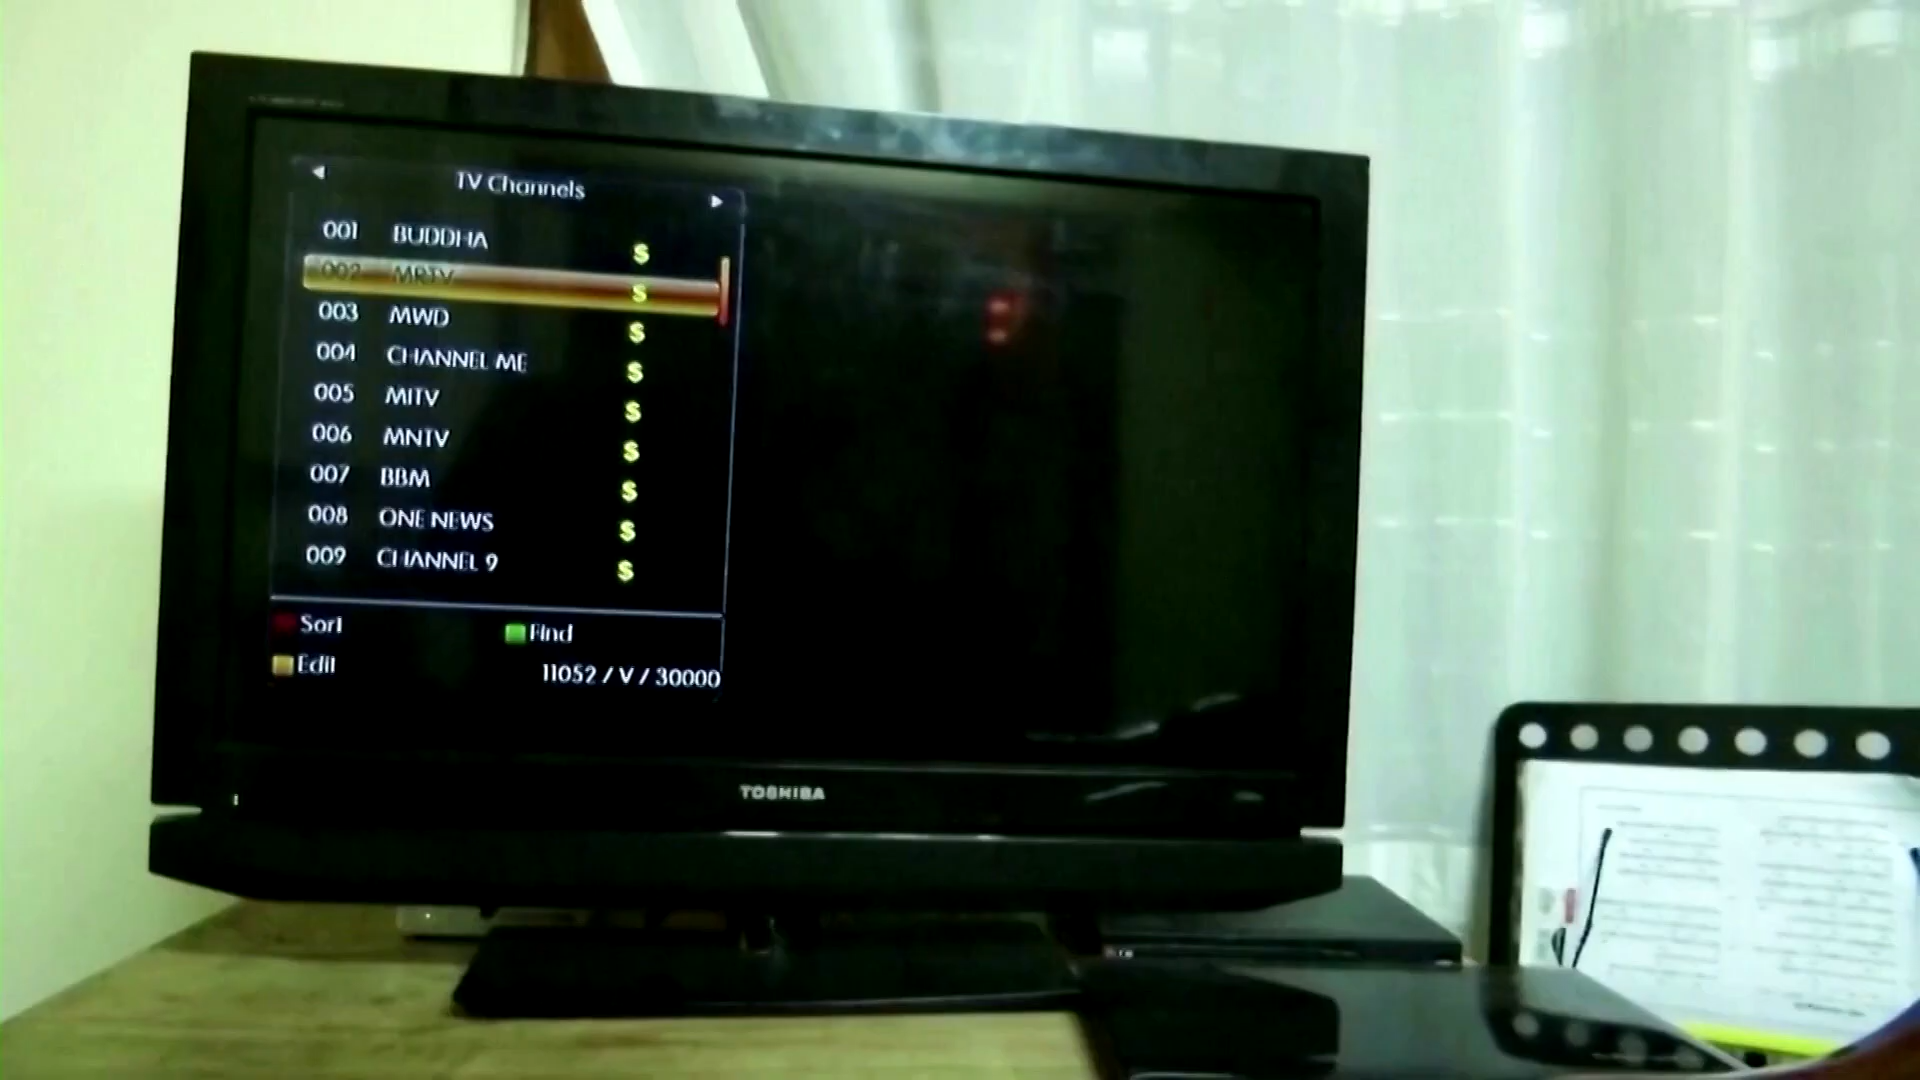 TV Channels
001 BUDDHA $
002 MRTV $
003 MWD $
004 CHANNEL ME $
005 MITV $
006 MNTV $
007 BBM $
008 ONE NEWS $
009 CHANNEL 9 $
Sort Find
Edit 11052 / V / 30000
TOSHIBA